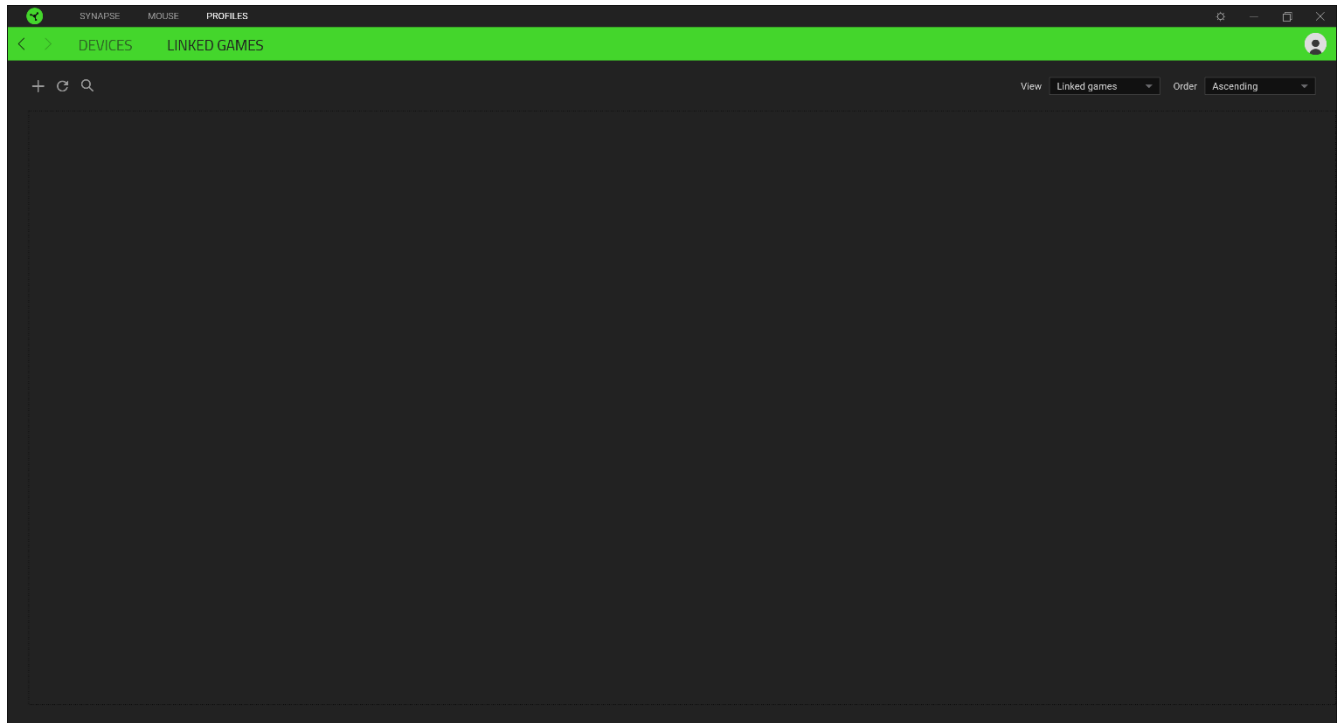 SYNAPSE MOUSE PROFILES
DEVICES LINKED GAMES
View Linked games Order Ascending